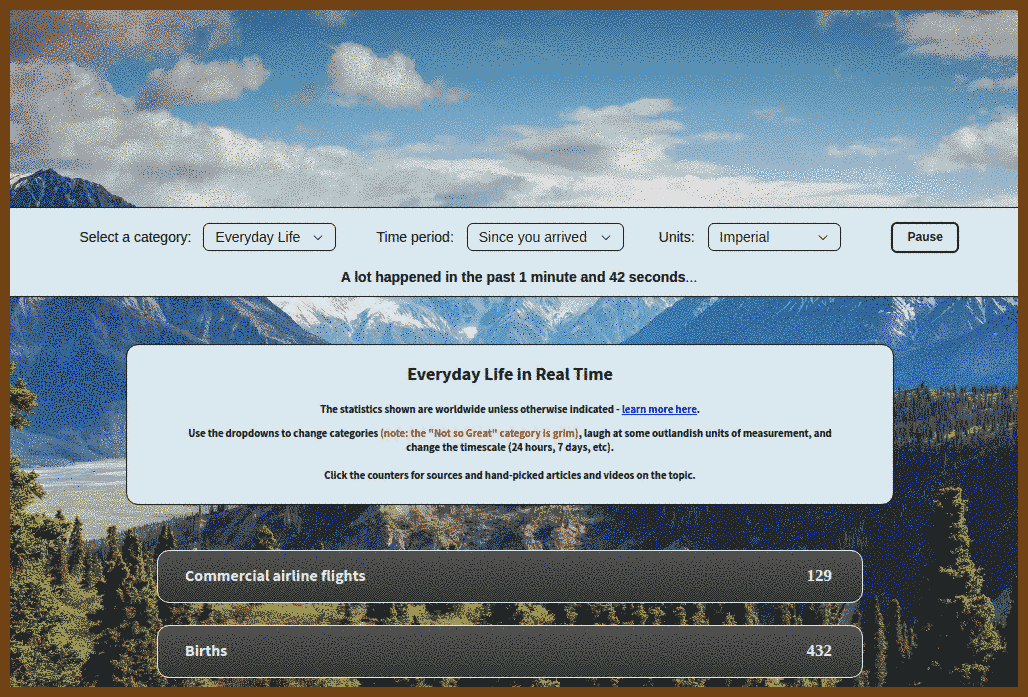 Select a category: Everyday Life Time period: Since you arrived Units: Imperial Pause
A lot happened in the past 1 minute and 42 seconds...
Everyday Life in Real Time
The statistics shown are worldwide unless otherwise indicated - learn more here.
Use the dropdowns to change categories (note: the "Not so Great" category is grim), laugh at some outlandish units of measurement, and
change the timescale (24 hours, 7 days, etc).
Click the counters for sources and hand-picked articles and videos on the topic.
Commercial airline flights 129
Births 432